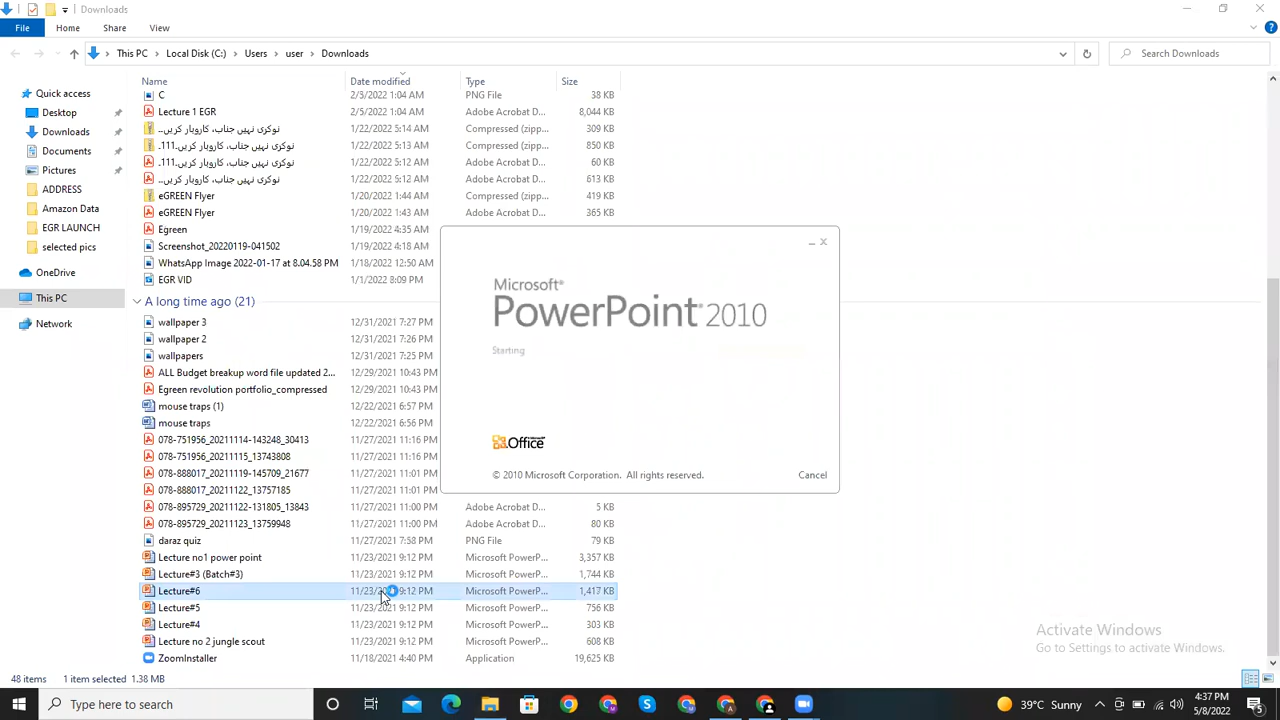 Downloads
File Home Share View
This PC Local Disk (C:) Users user Downloads Search Downloads
Name Date modified Type Size
Quick access
Desktop
Downloads
Documents
Pictures
ADDRESS
Amazon Data
EGR LAUNCH
selected pics
OneDrive
This PC
Network
C 2/3/2022 1:04 AM PNG File 38 KB
Lecture 1 EGR 2/5/2022 1:04 AM Adobe Acrobat D... 8,044 KB
نوکری نہیں جناب، کاروبار کریں.. 1/22/2022 5:14 AM Compressed (zipp... 309 KB
نوکری نہیں جناب، کاروبار کریں.111. 1/22/2022 5:13 AM Compressed (zipp... 850 KB
نوکری نہیں جناب، کاروبار کریں.111. 1/22/2022 5:12 AM Adobe Acrobat D... 60 KB
نوکری نہیں جناب، کاروبار کریں.. 1/22/2022 5:12 AM Adobe Acrobat D... 613 KB
eGREEN Flyer 1/20/2022 1:44 AM Compressed (zipp... 419 KB
eGREEN Flyer 1/20/2022 1:43 AM Adobe Acrobat D... 365 KB
Egreen 1/19/2022 4:35 AM
Screenshot_20220119-041502 1/19/2022 4:18 AM
WhatsApp Image 2022-01-17 at 8.04.58 PM 1/18/2022 12:50 AM
EGR VID 1/1/2022 8:09 PM
A long time ago (21)
wallpaper 3 12/31/2021 7:27 PM
wallpaper 2 12/31/2021 7:26 PM
wallpapers 12/31/2021 7:25 PM
ALL Budget breakup word file updated 2... 12/29/2021 10:43 PM
Egreen revolution portfolio_compressed 12/29/2021 10:43 PM
mouse traps (1) 12/22/2021 6:57 PM
mouse traps 12/22/2021 6:56 PM
078-751956_20211114-143248_30413 11/27/2021 11:16 PM
078-751956_20211115_13743808 11/27/2021 11:16 PM
078-888017_20211119-145709_21677 11/27/2021 11:01 PM
078-888017_20211122_13757185 11/27/2021 11:01 PM
078-895729_20211122-131805_13843 11/27/2021 11:00 PM Adobe Acrobat D... 5 KB
078-895729_20211123_13759948 11/27/2021 11:00 PM Adobe Acrobat D... 80 KB
daraz quiz 11/27/2021 7:58 PM PNG File 79 KB
Lecture no1 power point 11/23/2021 9:12 PM Microsoft PowerP... 3,357 KB
Lecture#3 (Batch#3) 11/23/2021 9:12 PM Microsoft PowerP... 1,744 KB
Lecture#6 9:12 PM Microsoft PowerP... 1,417 KB
Lecture#5 11/23/2021 9:12 PM Microsoft PowerP... 756 KB
Lecture#4 11/23/2021 9:12 PM Microsoft PowerP... 303 KB
Lecture no 2 jungle scout 11/23/2021 9:12 PM Microsoft PowerP... 608 KB
ZoomInstaller 11/18/2021 4:40 PM Application 19,625 KB
Microsoft®
PowerPoint® 2010
Starting
Office
© 2010 Microsoft Corporation. All rights reserved. Cancel
Activate Windows
Go to Settings to activate Windows.
48 items 1 item selected 1.38 MB
Type here to search
39°C Sunny
4:37 PM
5/8/2022